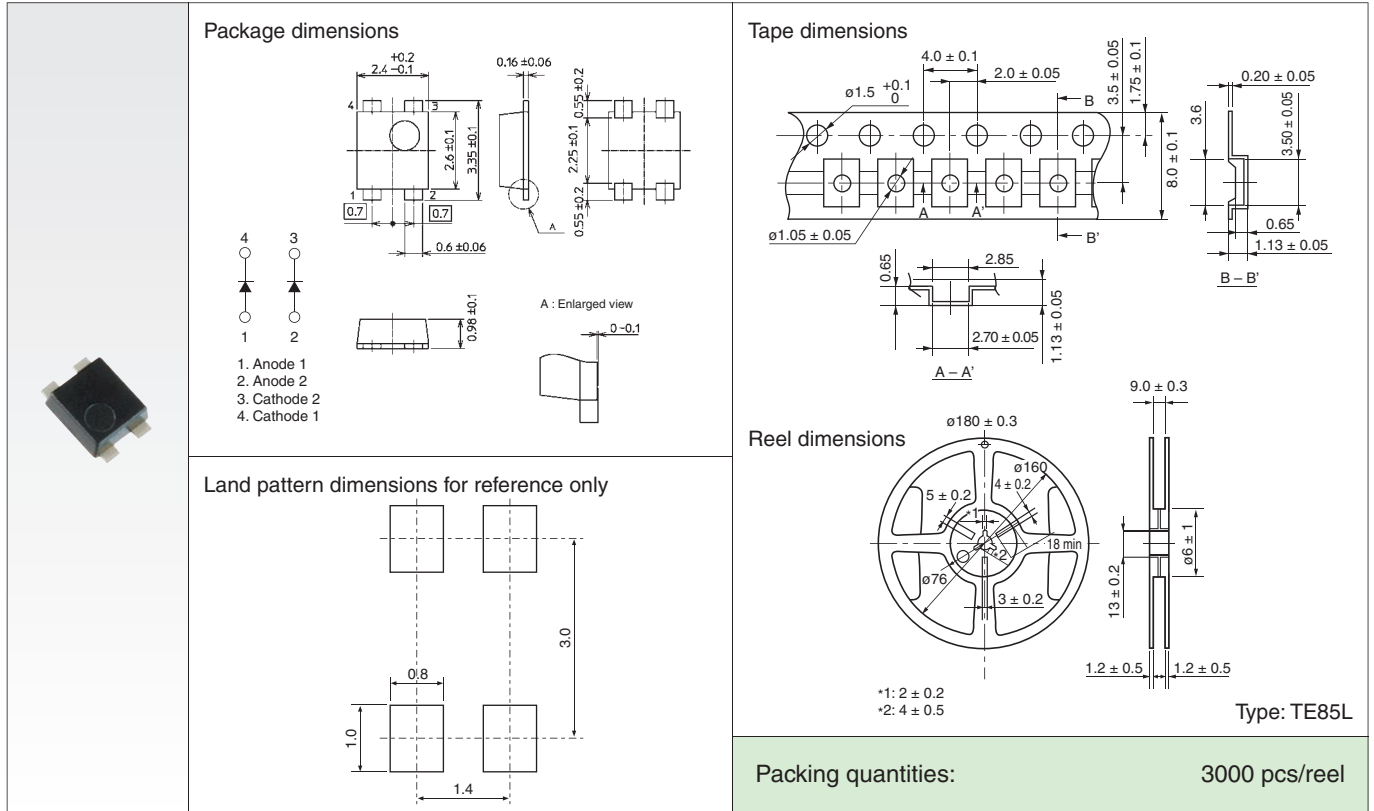 Package dimensions
+0.2
2.4 −0.1
0.16 ±0.06
4
3
2.6 ±0.1
3.35 ±0.1
0.55 ±0.2
2.25 ±0.1
0.55 ±0.2
1
2
0.7
0.7
0.6 ±0.06
A
4 3
1 2
0.98 ±0.1
A : Enlarged view
0~0.1
1. Anode 1
2. Anode 2
3. Cathode 2
4. Cathode 1
Land pattern dimensions for reference only
0.8
1.0
3.0
1.4
Tape dimensions
4.0 ± 0.1
2.0 ± 0.05
ø1.5 +0.1
0
B
3.5 ± 0.05
1.75 ± 0.1
8.0 ± 0.1
A
A'
B'
ø1.05 ± 0.05
0.20 ± 0.05
3.6
3.50 ± 0.05
0.65
1.13 ± 0.05
B – B'
0.65
2.85
2.70 ± 0.05
1.13 ± 0.05
A – A'
Reel dimensions
ø180 ± 0.3
ø160
5 ± 0.2
4 ± 0.2
*1
*2
18 min
ø76
3 ± 0.2
*1: 2 ± 0.2
*2: 4 ± 0.5
9.0 ± 0.3
13 ± 0.2
ø6 ± 1
1.2 ± 0.5
1.2 ± 0.5
Type: TE85L
Packing quantities: 3000 pcs/reel